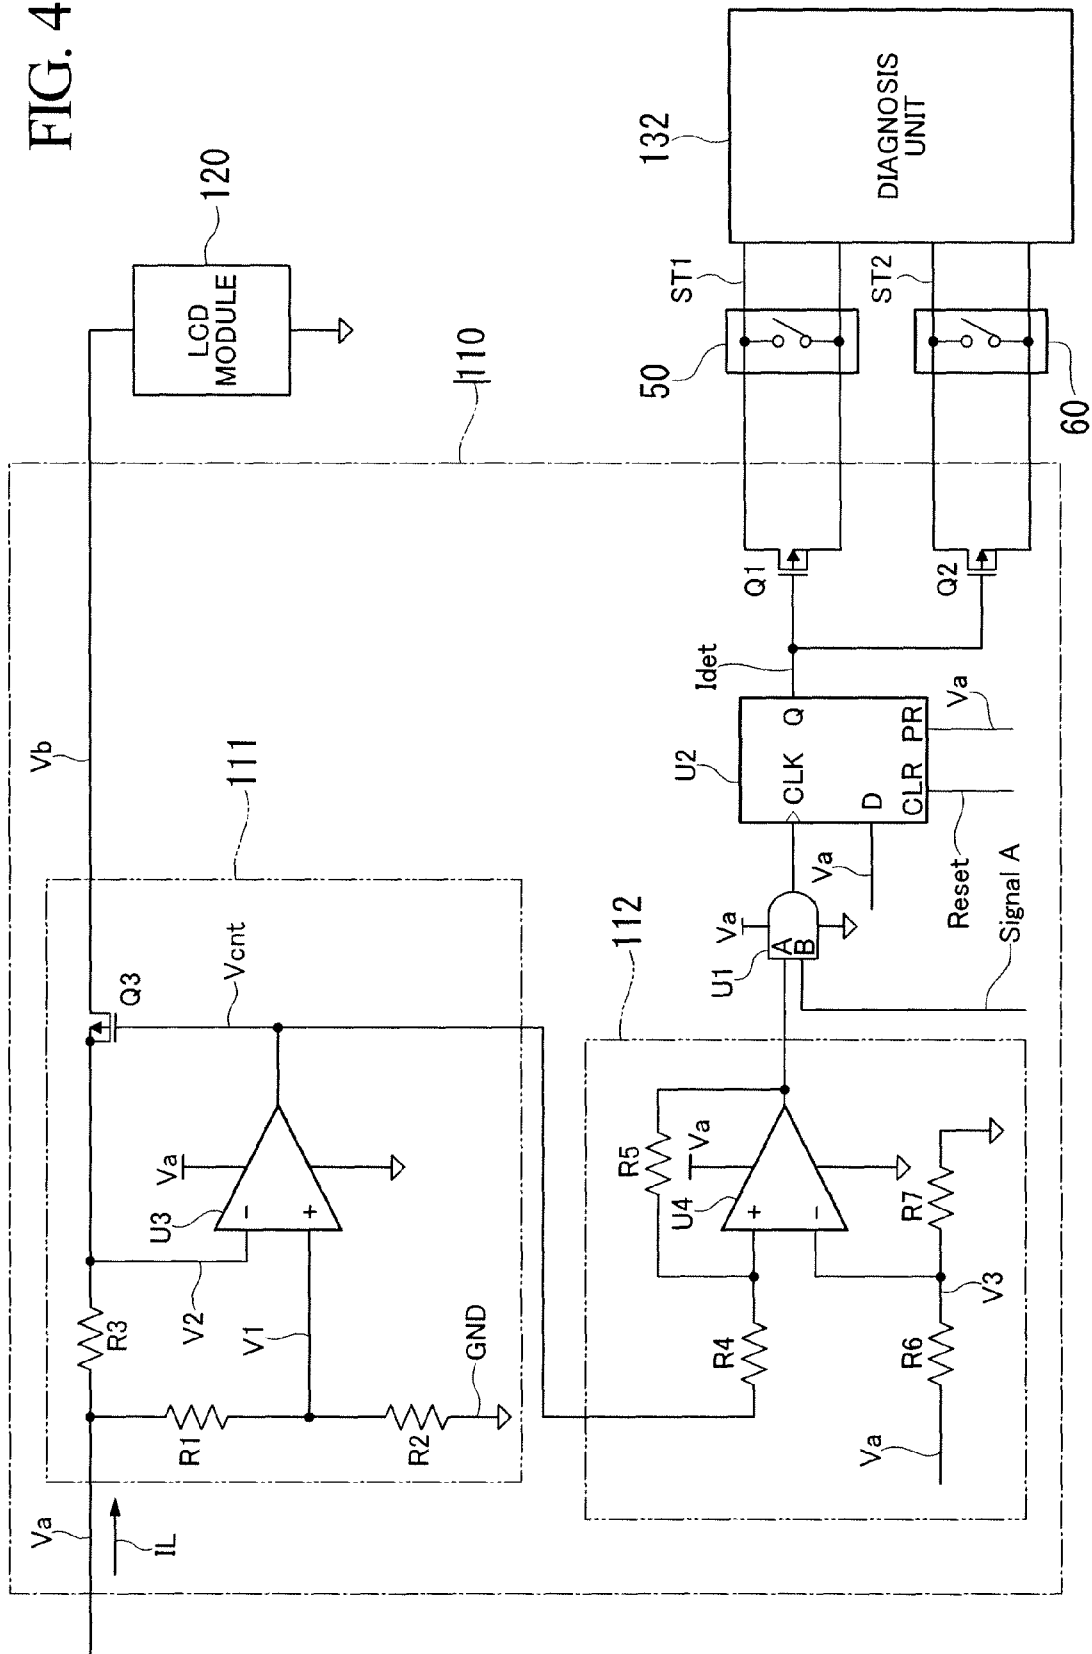 FIG. 4
LCD
MODULE
120
110
Vb
111
Vcnt
Q3
Va
U3
−
+
V2
V1
R3
R1
R2
GND
Va
IL
DIAGNOSIS
UNIT
132
ST1
ST2
50
60
Q1
Q2
Idet
U2
Q
CLK
D
CLR
PR
Va
Va
Reset
Signal A
Va
U1
A
B
112
Va
R5
U4
+
−
R7
V3
R4
R6
Va